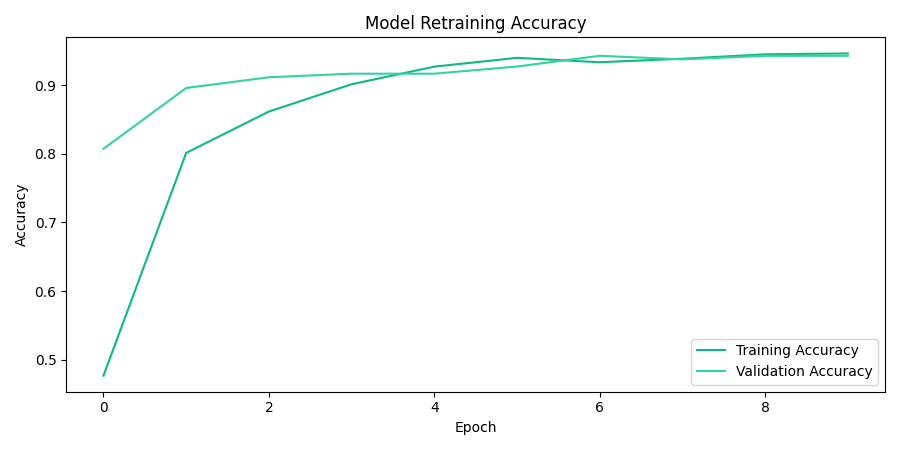 Model Retraining Accuracy
Accuracy
0.9
0.8
0.7
0.6
0.5
Training Accuracy
Validation Accuracy
0 2 4 6 8
Epoch